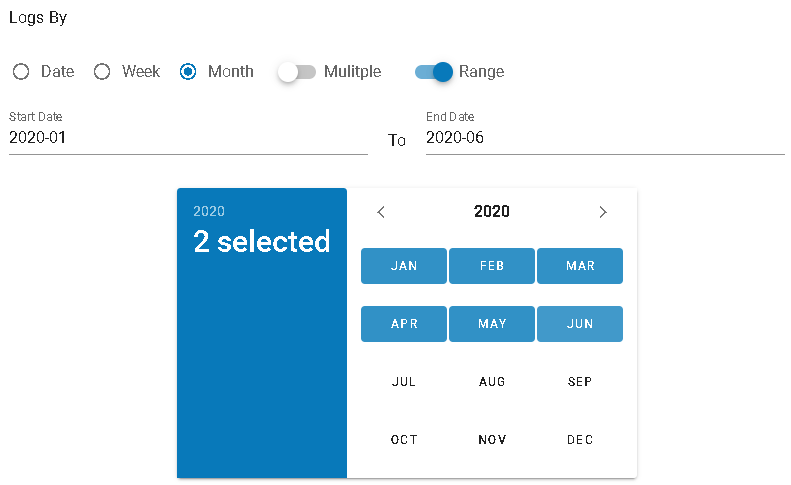 Logs By
Date Week Month Mulitple Range
Start Date
2020-01
To
End Date
2020-06
2020
2 selected
2020
JAN FEB MAR
APR MAY JUN
JUL AUG SEP
OCT NOV DEC